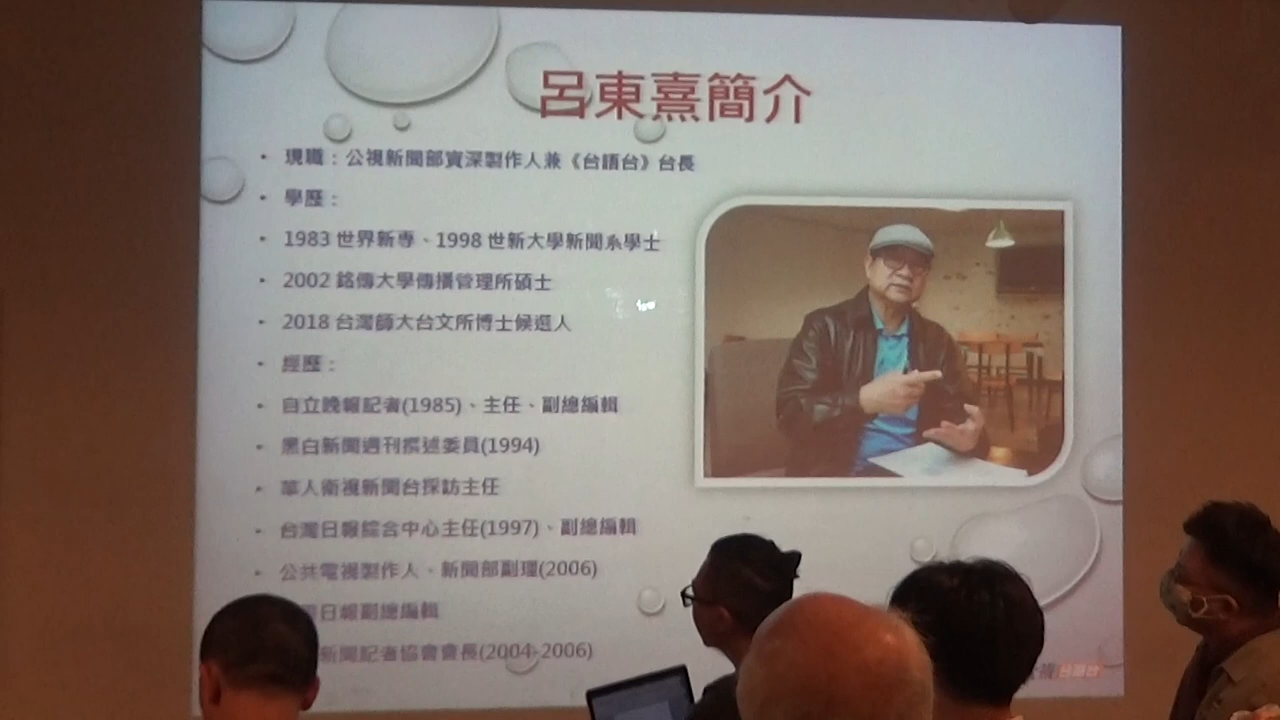 呂東熹簡介
• 現職：公視新聞部資深製作人兼《台語台》台長
• 學歷：
• 1983 世界新專、1998 世新大學新聞系學士
• 2002 銘傳大學傳播管理所碩士
• 2018 台灣師大台文所博士候選人
• 經歷：
• 自立晚報記者(1985)、主任、副總編輯
• 黑白新聞週刊撰述委員(1994)
• 華人衛視新聞台採訪主任
• 台灣日報綜合中心主任(1997)、副總編輯
• 公共電視製作人、新聞部副理(2006)
日報副總編輯
新聞記者協會會長(2004-2006)
視台語台